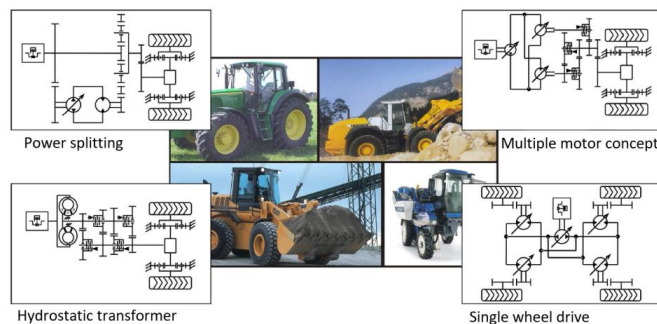 Power splitting
Multiple motor concept
Hydrostatic transformer
Single wheel drive